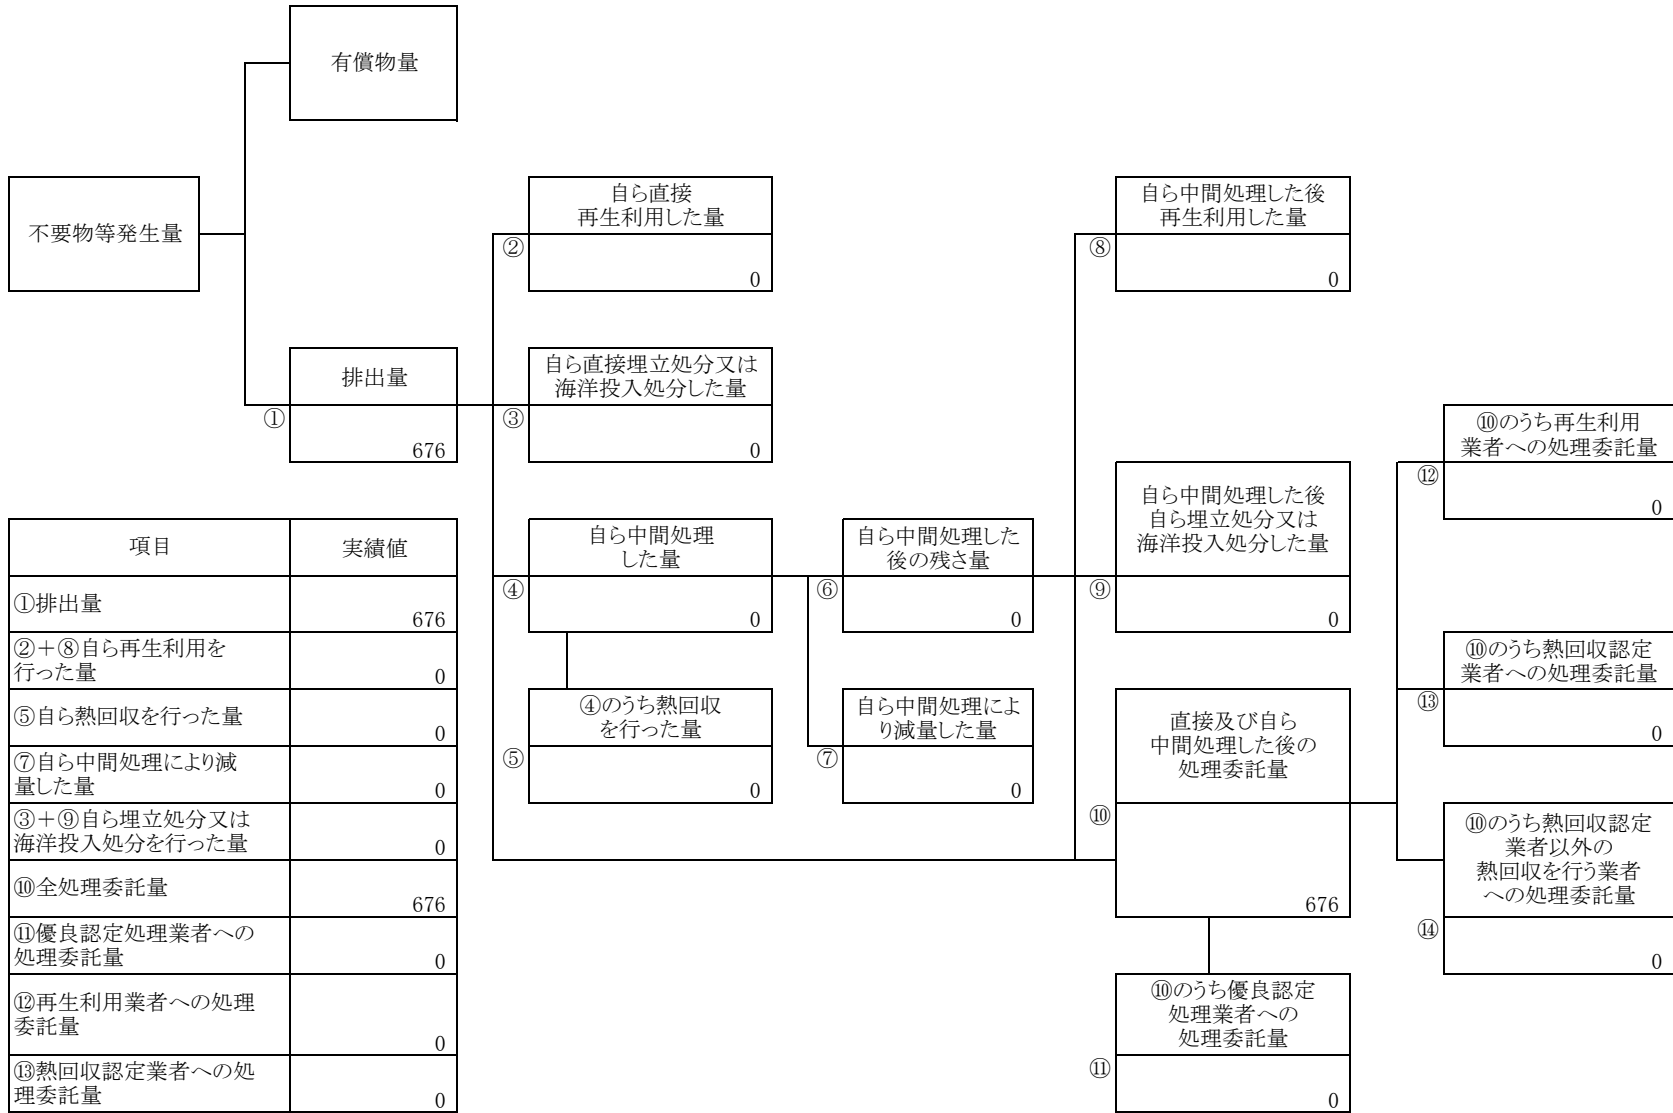 有償物量
不要物等発生量
自ら直接
再生利用した量
②
0
自ら中間処理した後
再生利用した量
⑧
0
排出量
①
676
自ら直接埋立処分又は
海洋投入処分した量
③
0
⑩のうち再生利用
業者への処理委託量
⑫
0
自ら中間処理
した量
④
0
自ら中間処理した
後の残さ量
⑥
0
自ら中間処理した後
自ら埋立処分又は
海洋投入処分した量
⑨
0
⑩のうち熱回収認定
業者への処理委託量
⑬
0
④のうち熱回収
を行った量
⑤
0
自ら中間処理によ
り減量した量
⑦
0
直接及び自ら
中間処理した後の
処理委託量
⑩
676
⑩のうち熱回収認定
業者以外の
熱回収を行う業者
への処理委託量
⑭
0
⑩のうち優良認定
処理業者への
処理委託量
⑪
0
項目 実績値
①排出量
676
②＋⑧自ら再生利用を
行った量
0
⑤自ら熱回収を行った量
0
⑦自ら中間処理により減
量した量
0
③＋⑨自ら埋立処分又は
海洋投入処分を行った量
0
⑩全処理委託量
676
⑪優良認定処理業者への
処理委託量
0
⑫再生利用業者への処理
委託量
0
⑬熱回収認定業者への処
理委託量
0